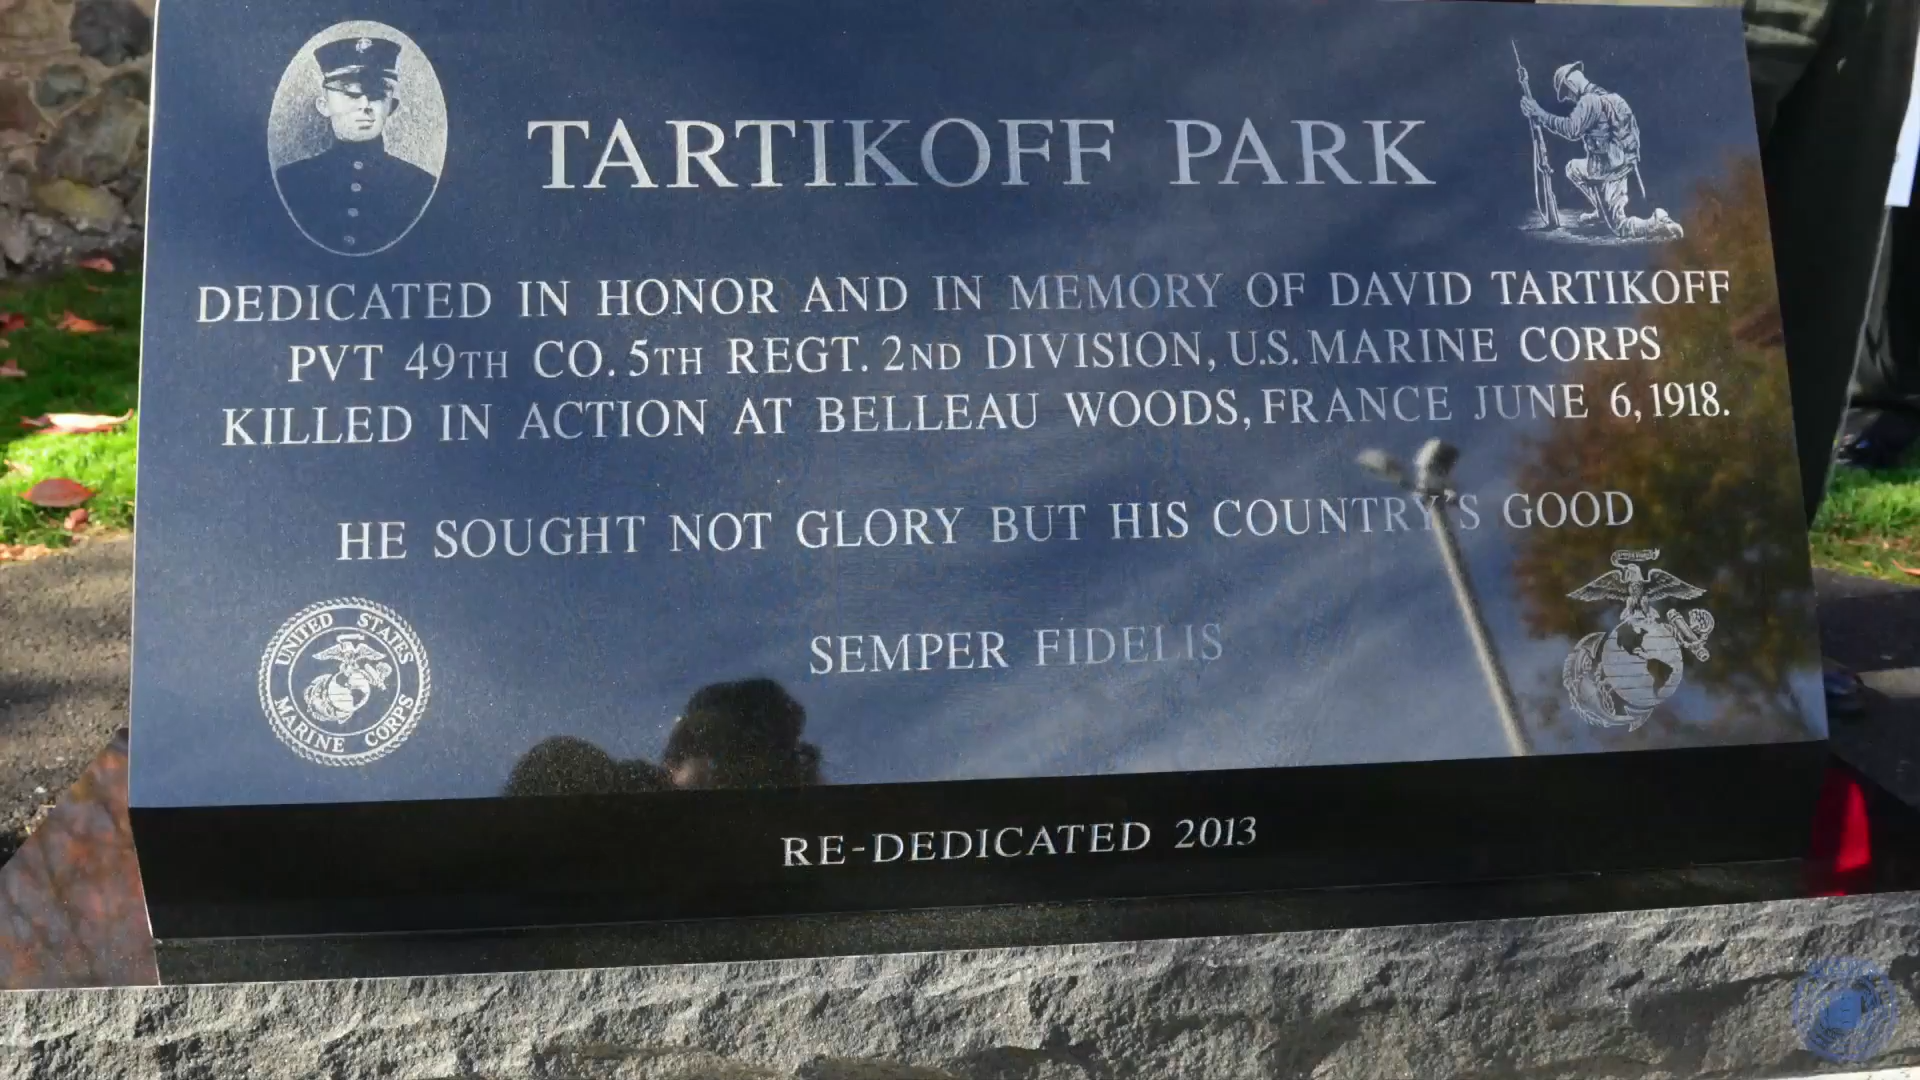 TARTIKOFF PARK
DEDICATED IN HONOR AND IN MEMORY OF DAVID TARTIKOFF
PVT 49TH CO. 5TH REGT. 2ND DIVISION, U.S. MARINE CORPS
KILLED IN ACTION AT BELLEAU WOODS, FRANCE JUNE 6, 1918.
HE SOUGHT NOT GLORY BUT HIS COUNTRY'S GOOD
SEMPER FIDELIS
UNITED STATES
MARINE CORPS
RE-DEDICATED 2013